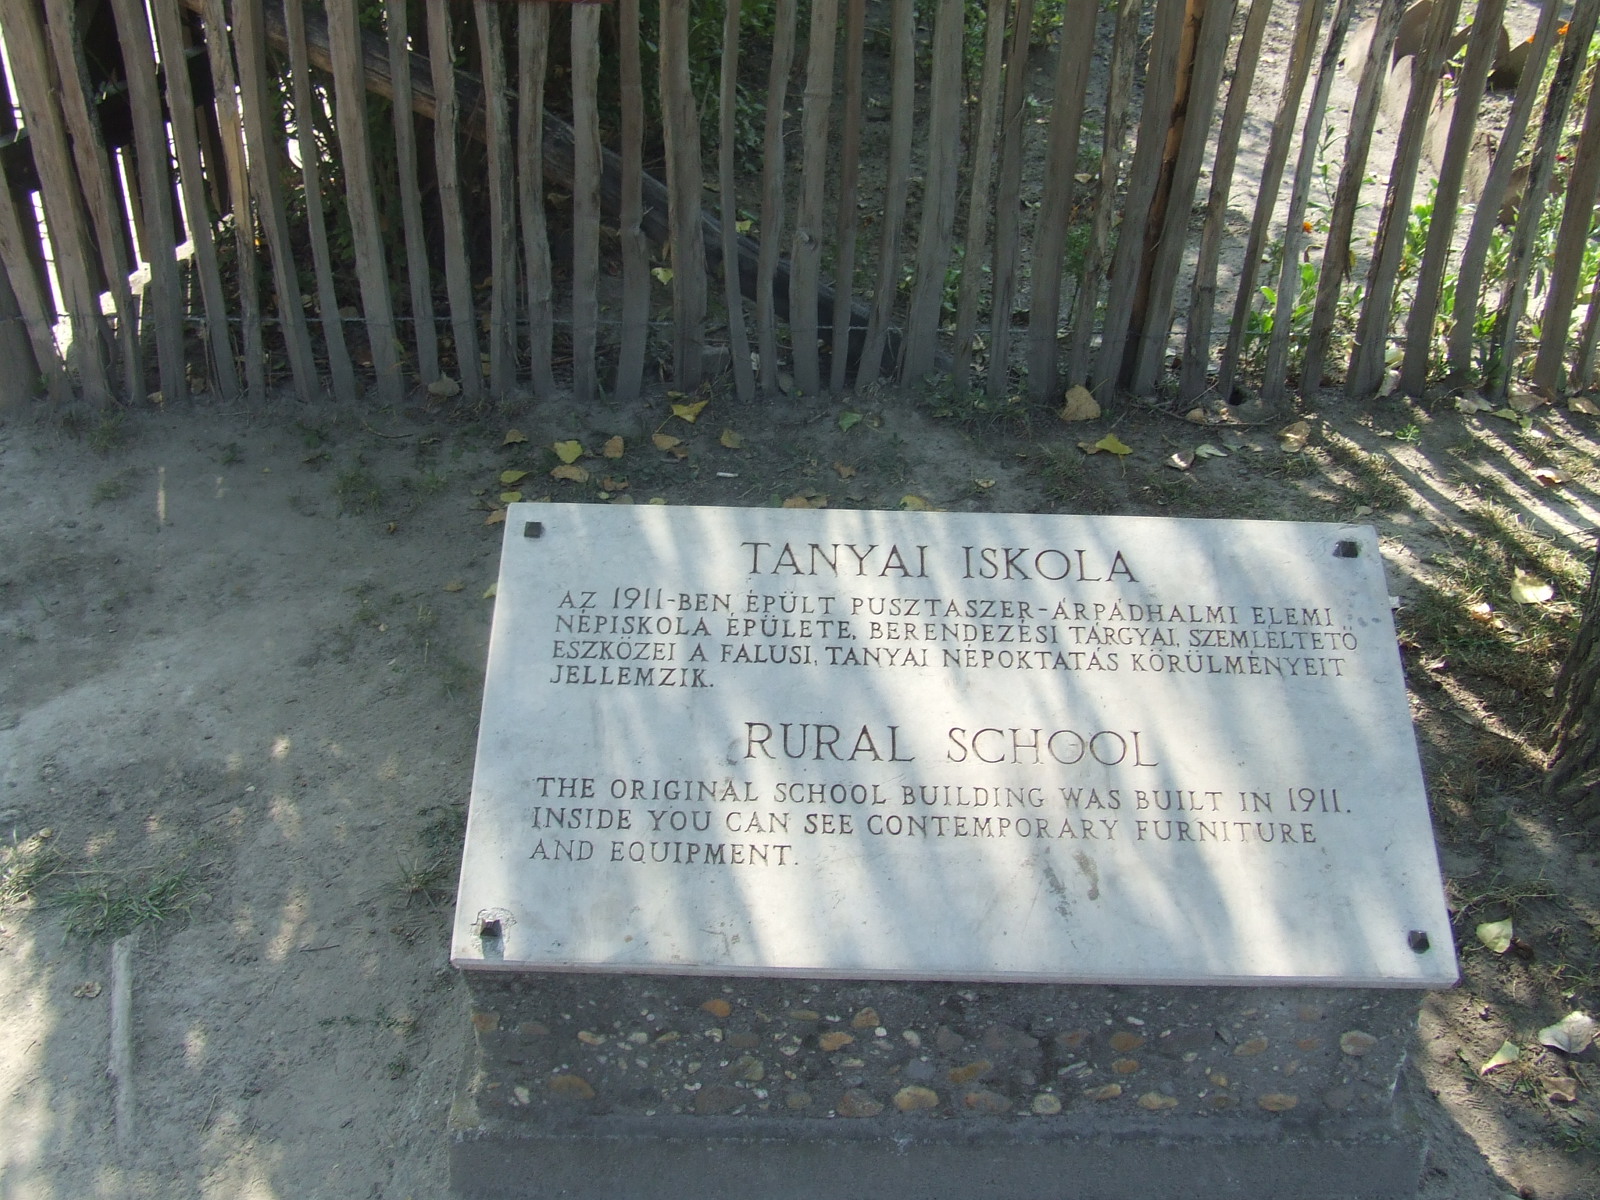 TANYAI ISKOLA
AZ 1911-BEN ÉPÜLT PUSZTASZER-ÁRPÁDHALMI ELEMI
NÉPISKOLA ÉPÜLETE, BERENDEZÉSI TÁRGYAI, SZEMLÉLTETŐ
ESZKÖZEI A FALUSI, TANYAI NÉPOKTATÁS KÖRÜLMÉNYEIT
JELLEMZIK.
RURAL SCHOOL
THE ORIGINAL SCHOOL BUILDING WAS BUILT IN 1911.
INSIDE YOU CAN SEE CONTEMPORARY FURNITURE
AND EQUIPMENT.